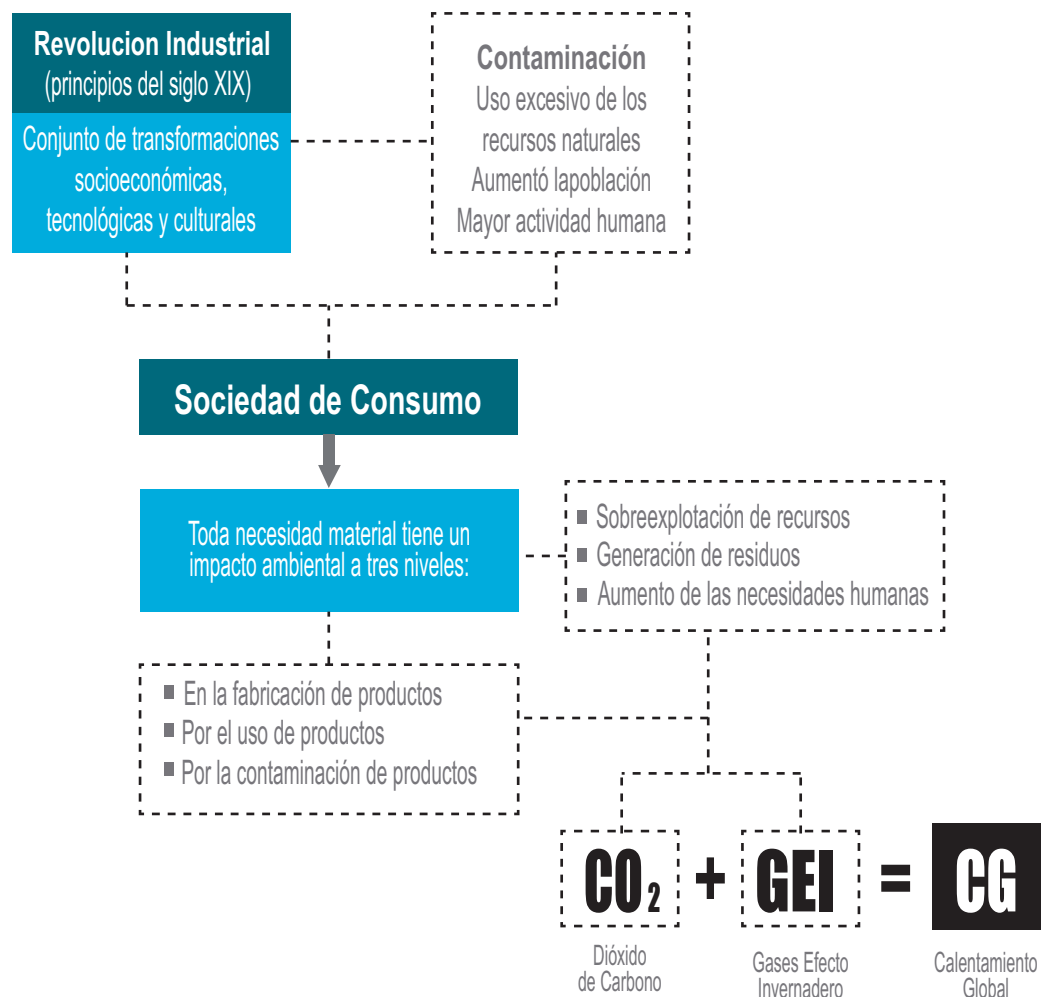 Revolucion Industrial
(principios del siglo XIX)
Conjunto de transformaciones
socioeconómicas,
tecnológicas y culturales
Contaminación
Uso excesivo de los
recursos naturales
Aumentó lapoblación
Mayor actividad humana
Sociedad de Consumo
Toda necesidad material tiene un
impacto ambiental a tres niveles:
Sobreexplotación de recursos
Generación de residuos
Aumento de las necesidades humanas
En la fabricación de productos
Por el uso de productos
Por la contaminación de productos
CO₂ + GEI = CG
Dióxido
de Carbono
Gases Efecto
Invernadero
Calentamiento
Global